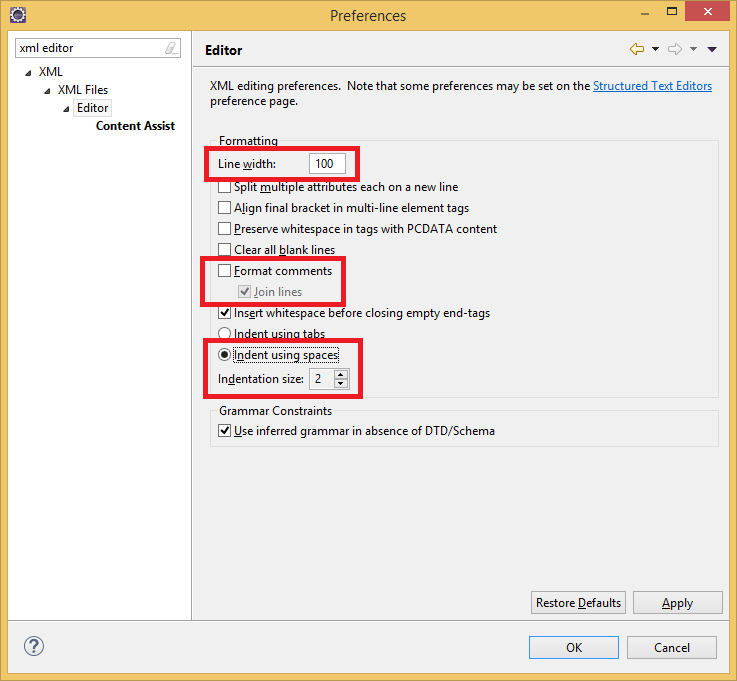 Preferences
xml editor
XML
XML Files
Editor
Content Assist
Editor
XML editing preferences.  Note that some preferences may be set on the Structured Text Editors
preference page.
Formatting
Line width: 100
Split multiple attributes each on a new line
Align final bracket in multi-line element tags
Preserve whitespace in tags with PCDATA content
Clear all blank lines
Format comments
Join lines
Insert whitespace before closing empty end-tags
Indent using tabs
Indent using spaces
Indentation size: 2
Grammar Constraints
Use inferred grammar in absence of DTD/Schema
Restore Defaults Apply
OK Cancel